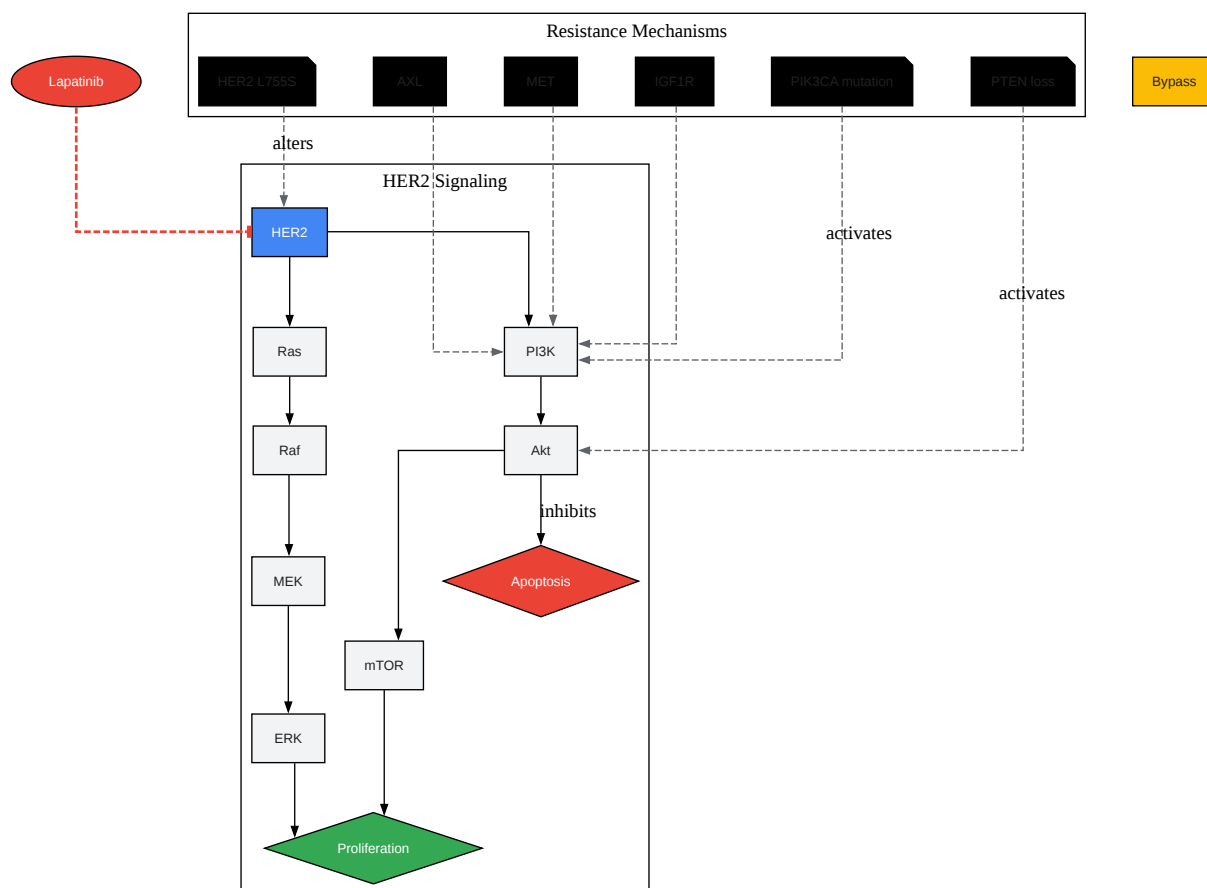 Resistance Mechanisms
Lapatinib
HER2 L755S
AXL
MET
IGF1R
PIK3CA mutation
PTEN loss
Bypass
alters
HER2 Signaling
HER2
activates
activates
Ras
PI3K
Raf
Akt
inhibits
MEK
Apoptosis
mTOR
ERK
Proliferation